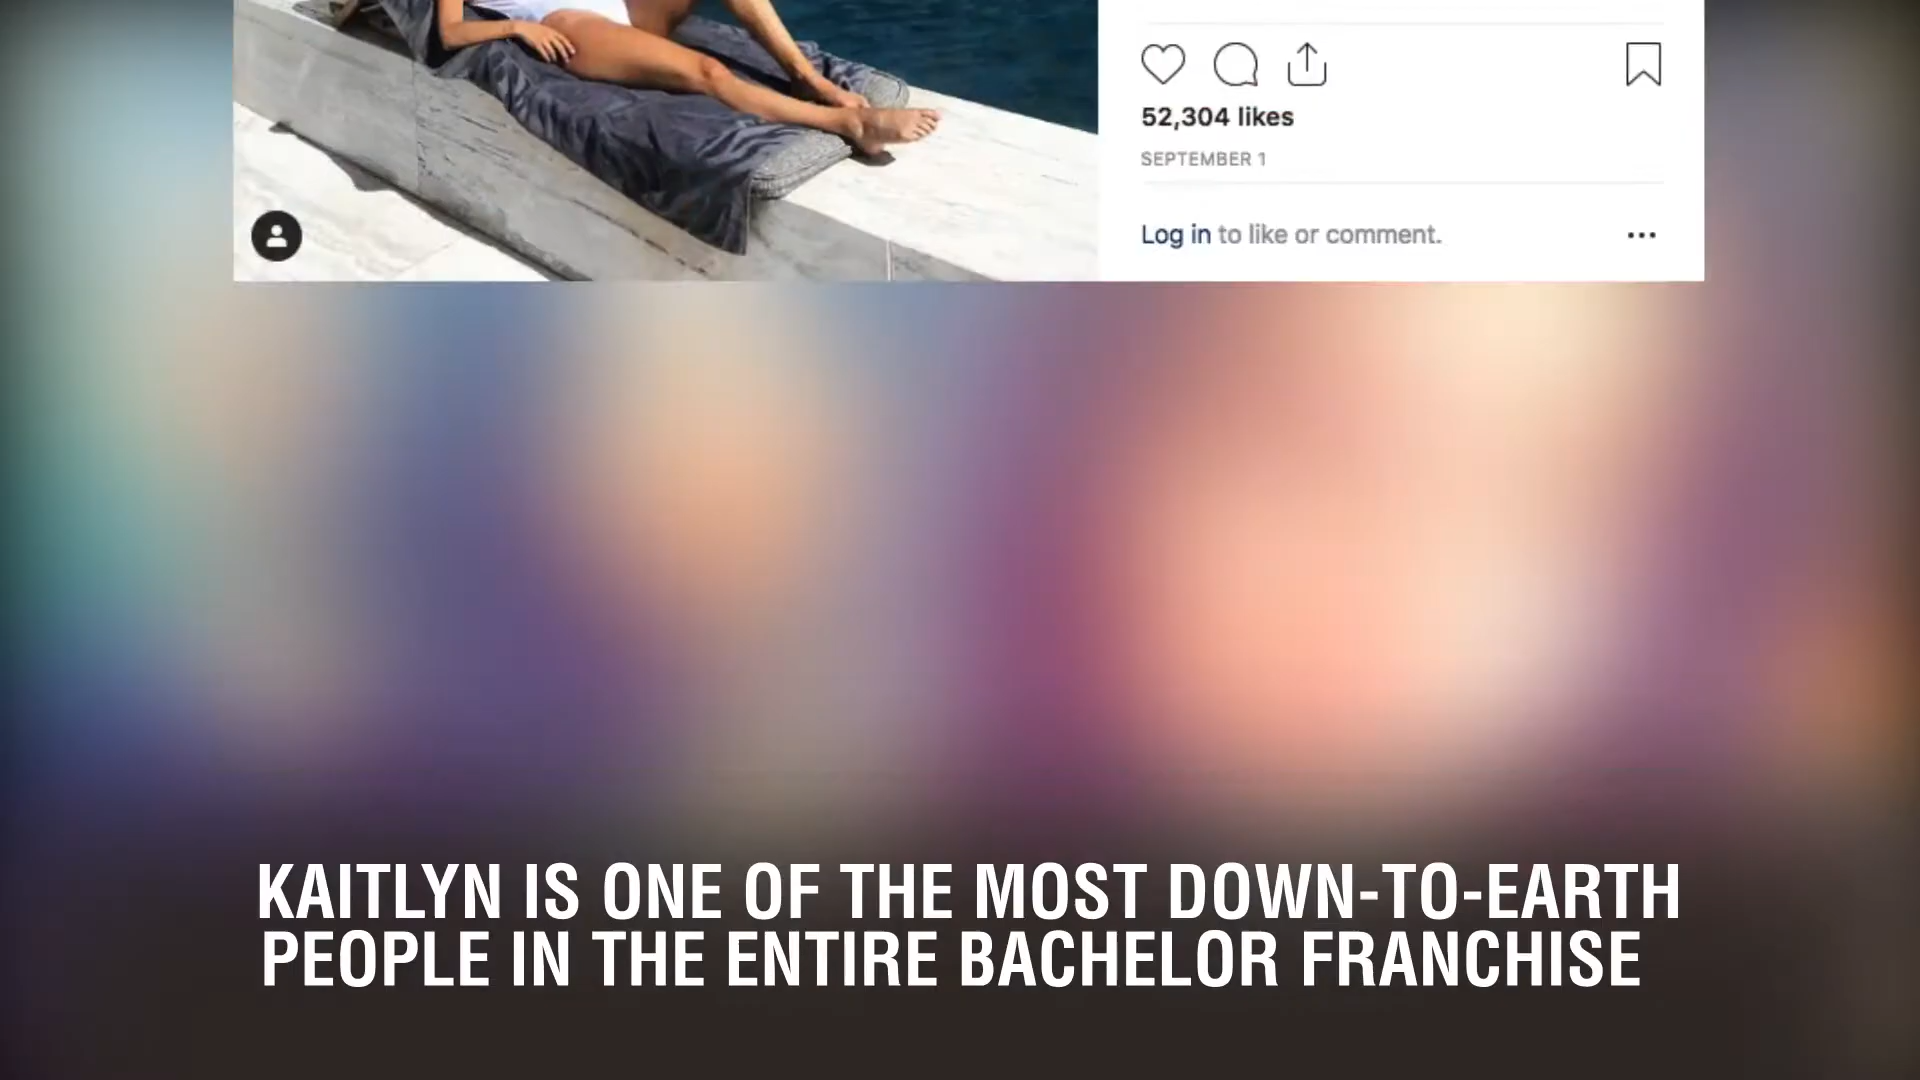 52,304 likes
SEPTEMBER 1
Log in to like or comment.
KAITLYN IS ONE OF THE MOST DOWN-TO-EARTH
PEOPLE IN THE ENTIRE BACHELOR FRANCHISE